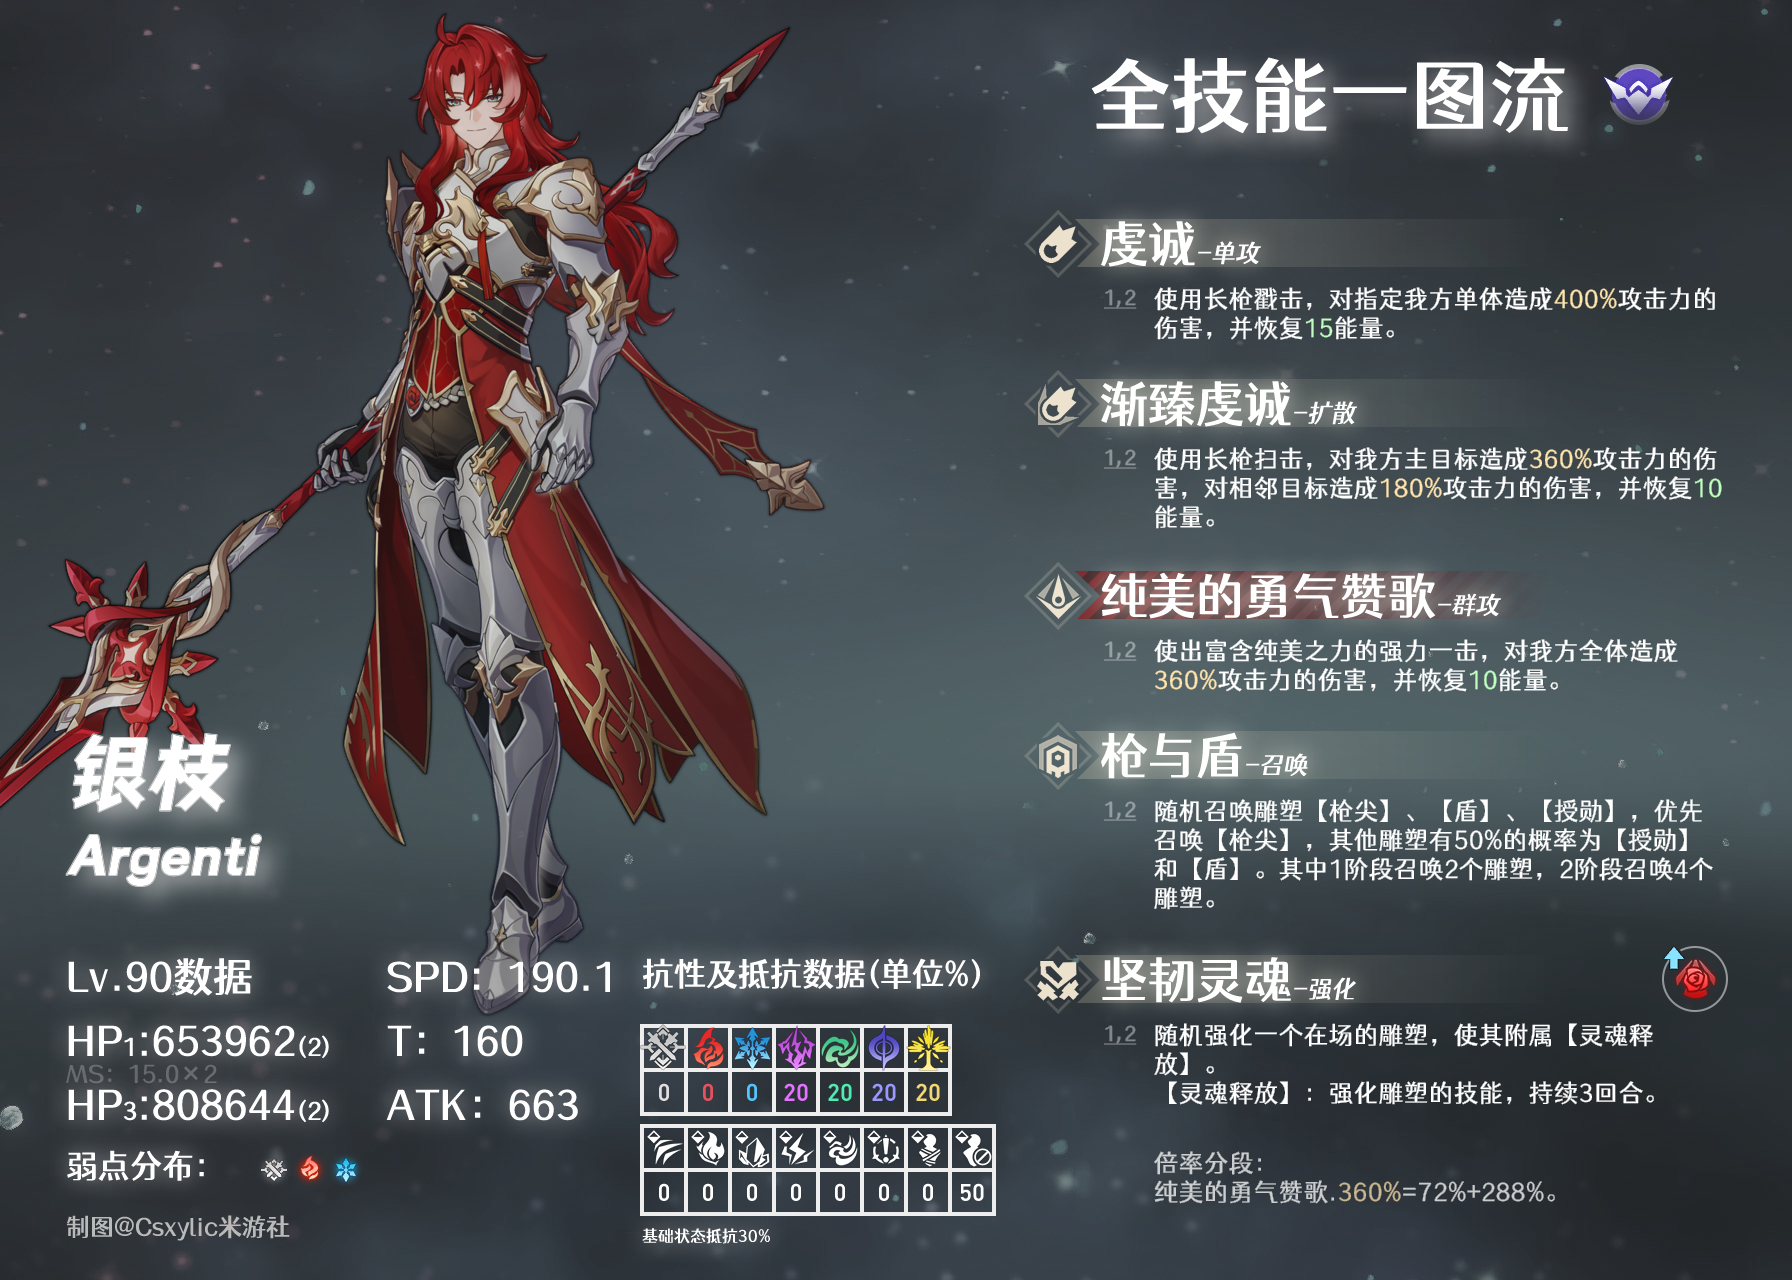 全技能一图流
虔诚-单攻
1,2 使用长枪戳击，对指定我方单体造成400%攻击力的
伤害，并恢复15能量。
渐臻虔诚-扩散
1,2 使用长枪扫击，对我方主目标造成360%攻击力的伤
害，对相邻目标造成180%攻击力的伤害，并恢复10
能量。
纯美的勇气赞歌-群攻
1,2 使出富含纯美之力的强力一击，对我方全体造成
360%攻击力的伤害，并恢复10能量。
枪与盾-召唤
1,2 随机召唤雕塑【枪尖】、【盾】、【授勋】，优先
召唤【枪尖】，其他雕塑有50%的概率为【授勋】
和【盾】。其中1阶段召唤2个雕塑，2阶段召唤4个
雕塑。
坚韧灵魂-强化
1,2 随机强化一个在场的雕塑，使其附属【灵魂释
放】。
【灵魂释放】：强化雕塑的技能，持续3回合。
倍率分段：
纯美的勇气赞歌.360%=72%+288%。
银枝
Argenti
Lv.90数据 SPD：190.1
HP1:653962(2) T：160
MS：15.0×2
HP3:808644(2) ATK：663
弱点分布：
制图@Csxylic米游社
抗性及抵抗数据(单位%)
0 0 0 20 20 20 20
0 0 0 0 0 0 0 50
基础状态抵抗30%